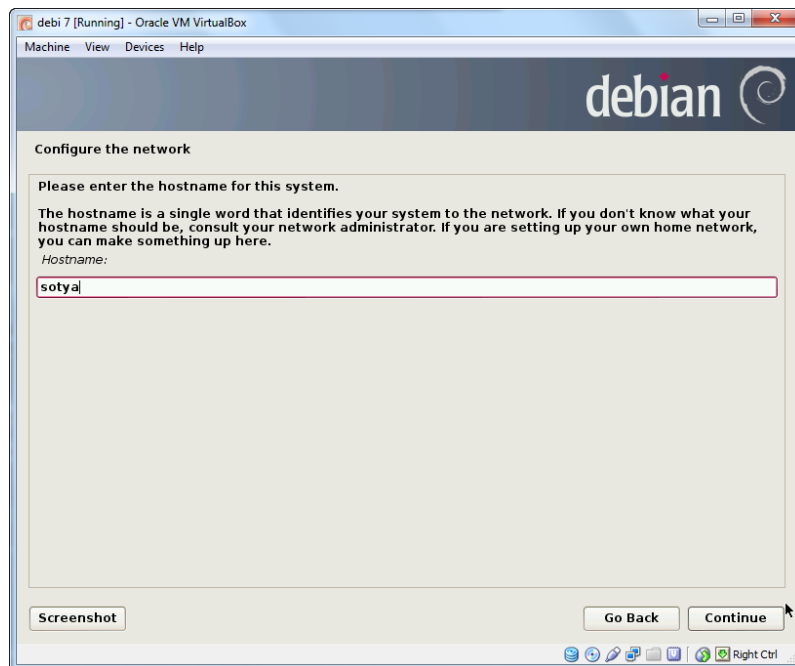 debi 7 [Running] - Oracle VM VirtualBox
Machine View Devices Help
debian
Configure the network
Please enter the hostname for this system.
The hostname is a single word that identifies your system to the network. If you don't know what your
hostname should be, consult your network administrator. If you are setting up your own home network,
you can make something up here.
Hostname:
sotya
Screenshot Go Back Continue
Right Ctrl